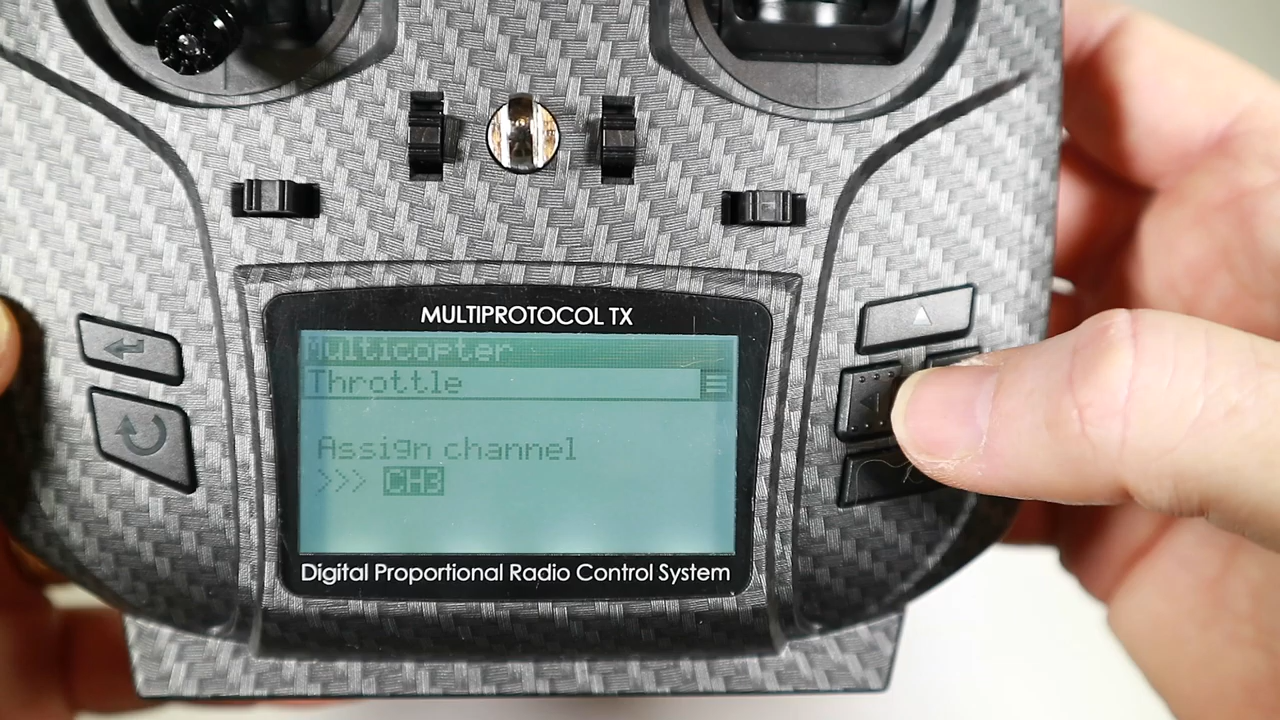 MULTIPROTOCOL TX
Multicopter
Throttle
Assign channel
>>> CH3
Digital Proportional Radio Control System